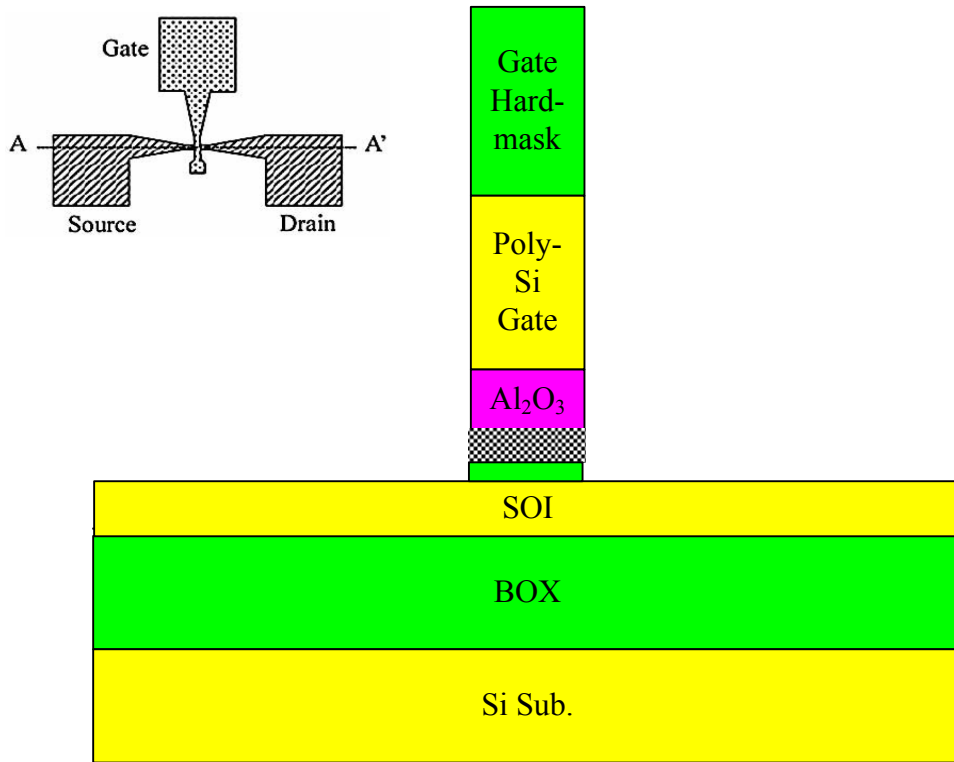 Gate
A
A'
Source
Drain
Gate
Hard-
mask
Poly-
Si
Gate
Al₂O₃
SOI
BOX
Si Sub.